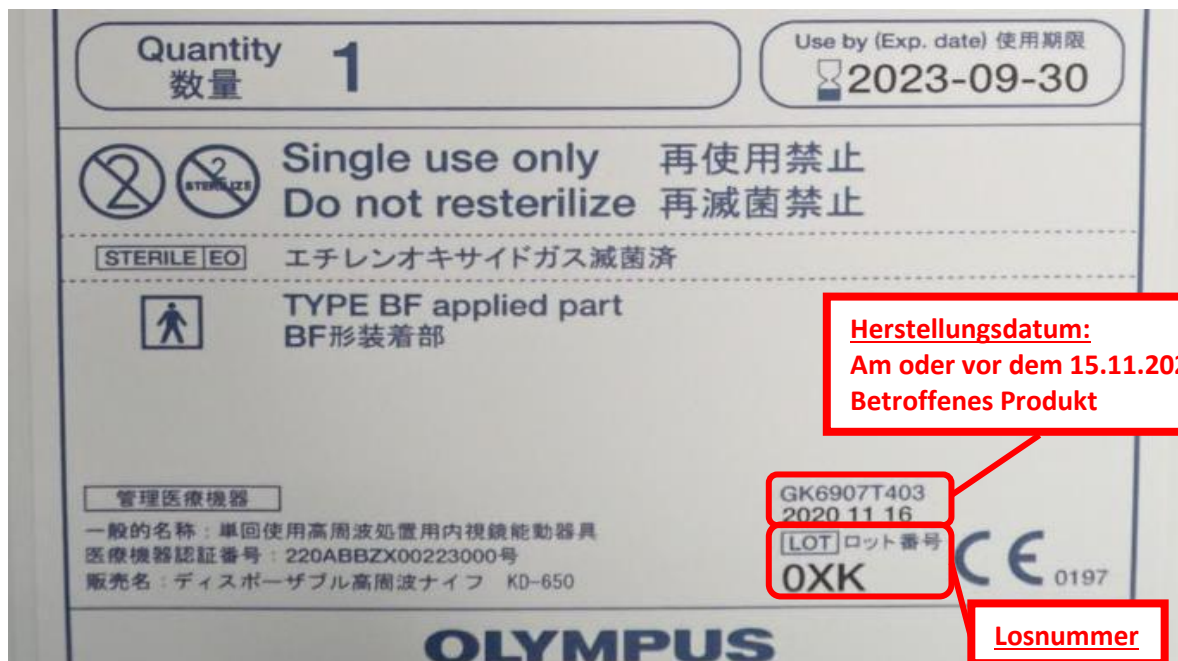 Quantity
数量
1
Use by (Exp. date) 使用期限
2023-09-30
2
2
STERILIZE
Single use only 再使用禁止
Do not resterilize 再滅菌禁止
STERILE EO エチレンオキサイドガス滅菌済
TYPE BF applied part
BF形装着部
Herstellungsdatum:
Am oder vor dem 15.11.202
Betroffenes Produkt
管理医療機器
一般的名称：単回使用高周波処置用内視鏡能動器具
医療機器認証番号：220ABBZX00223000号
販売名：ディスポーザブル高周波ナイフ KD-650
GK6907T403
2020 11 16
LOT ロット番号
0XK
CE 0197
Losnummer
OLYMPUS